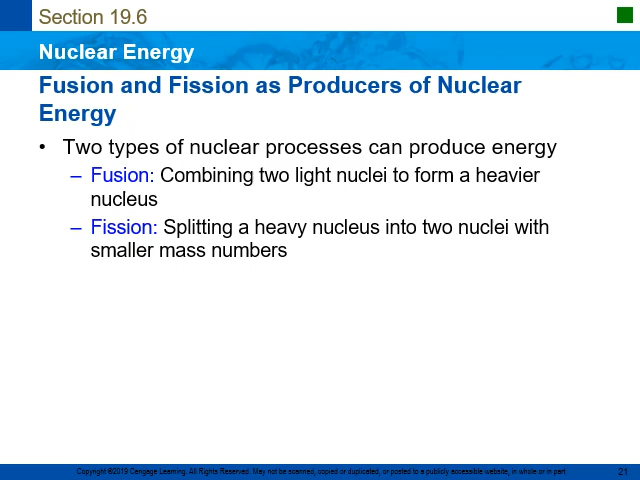 Section 19.6
Nuclear Energy
Fusion and Fission as Producers of Nuclear
Energy
• Two types of nuclear processes can produce energy
– Fusion: Combining two light nuclei to form a heavier
nucleus
– Fission: Splitting a heavy nucleus into two nuclei with
smaller mass numbers
Copyright ©2019 Cengage Learning. All Rights Reserved. May not be scanned, copied or duplicated, or posted to a publicly accessible website, in whole or in part.
21